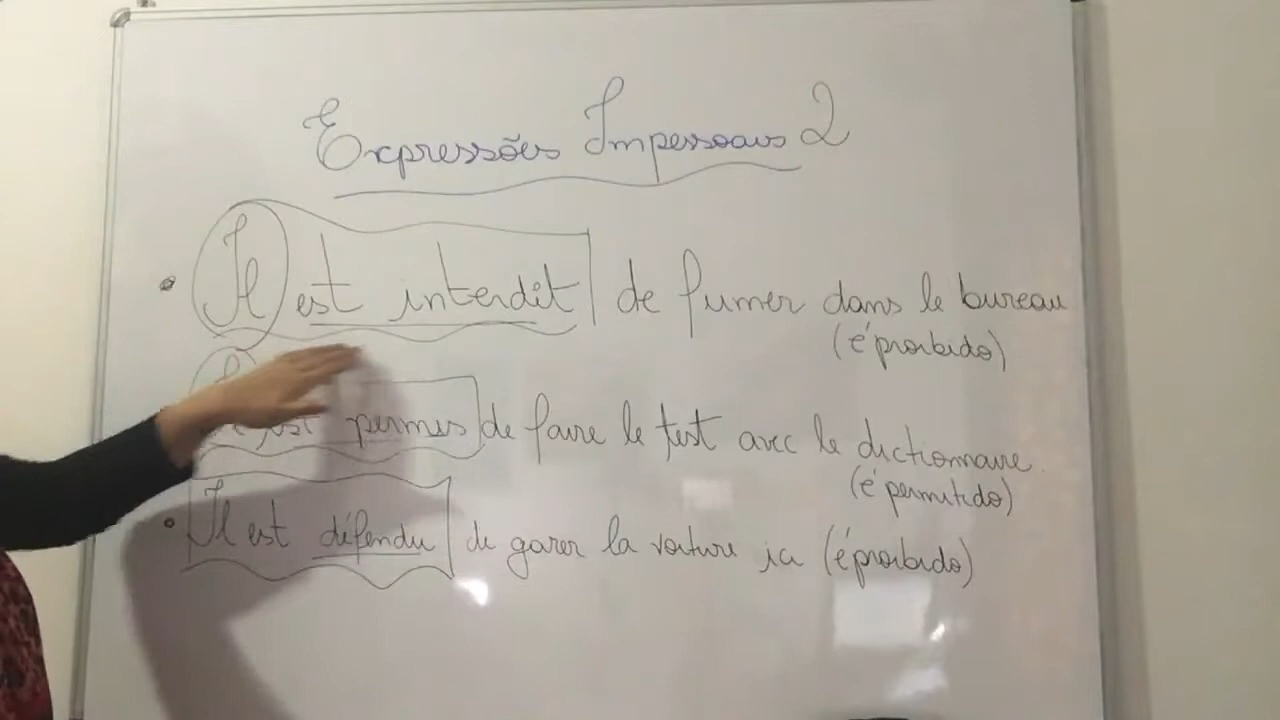 Expressões Impessoais 2
• Il est interdit de fumer dans le bureau
(é proibido)
est permis de faire le test avec le dictionnaire.
(é permitido)
• Il est défendu de garer la voiture ici (é proibido)